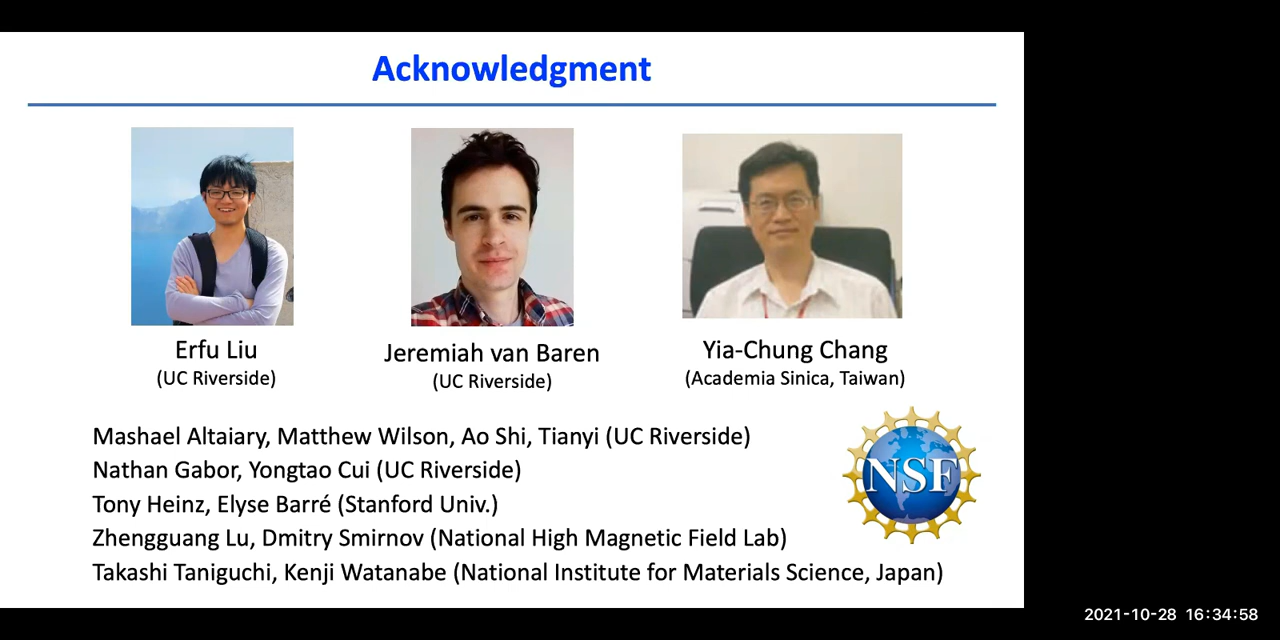 Acknowledgment
Erfu Liu
(UC Riverside)
Jeremiah van Baren
(UC Riverside)
Yia-Chung Chang
(Academia Sinica, Taiwan)
Mashael Altaiary, Matthew Wilson, Ao Shi, Tianyi (UC Riverside)
Nathan Gabor, Yongtao Cui (UC Riverside)
Tony Heinz, Elyse Barré (Stanford Univ.)
Zhengguang Lu, Dmitry Smirnov (National High Magnetic Field Lab)
Takashi Taniguchi, Kenji Watanabe (National Institute for Materials Science, Japan)
NSF
2021-10-28 16:34:58